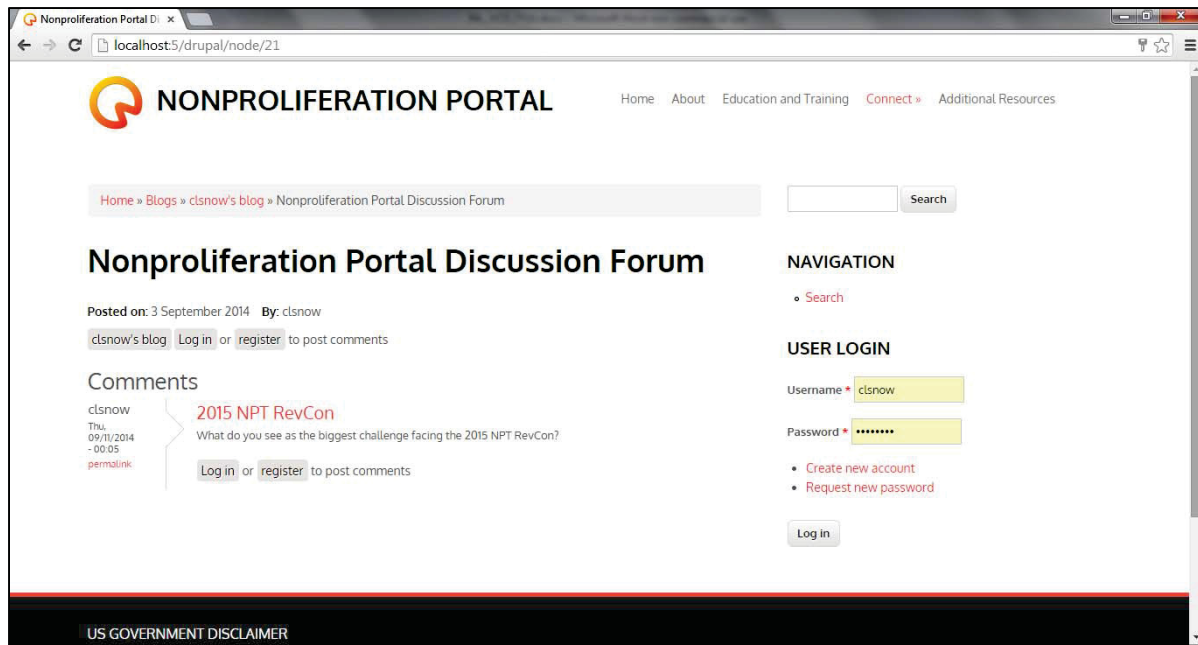 Nonproliferation Portal Di
localhost:5/drupal/node/21
NONPROLIFERATION PORTAL
Home About Education and Training Connect » Additional Resources
Home » Blogs » clsnow's blog » Nonproliferation Portal Discussion Forum
Search
Nonproliferation Portal Discussion Forum
Posted on: 3 September 2014 By: clsnow
clsnow's blog Log in or register to post comments
Comments
clsnow
Thu,
09/11/2014
- 00:05
permalink
2015 NPT RevCon
What do you see as the biggest challenge facing the 2015 NPT RevCon?
Log in or register to post comments
NAVIGATION
Search
USER LOGIN
Username * clsnow
Password * ••••••••
Create new account
Request new password
Log in
US GOVERNMENT DISCLAIMER